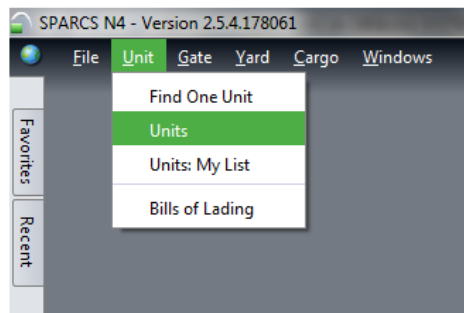 SPARCS N4 - Version 2.5.4.178061
File Unit Gate Yard Cargo Windows
Find One Unit
Units
Units: My List
Bills of Lading
Favorites
Recent